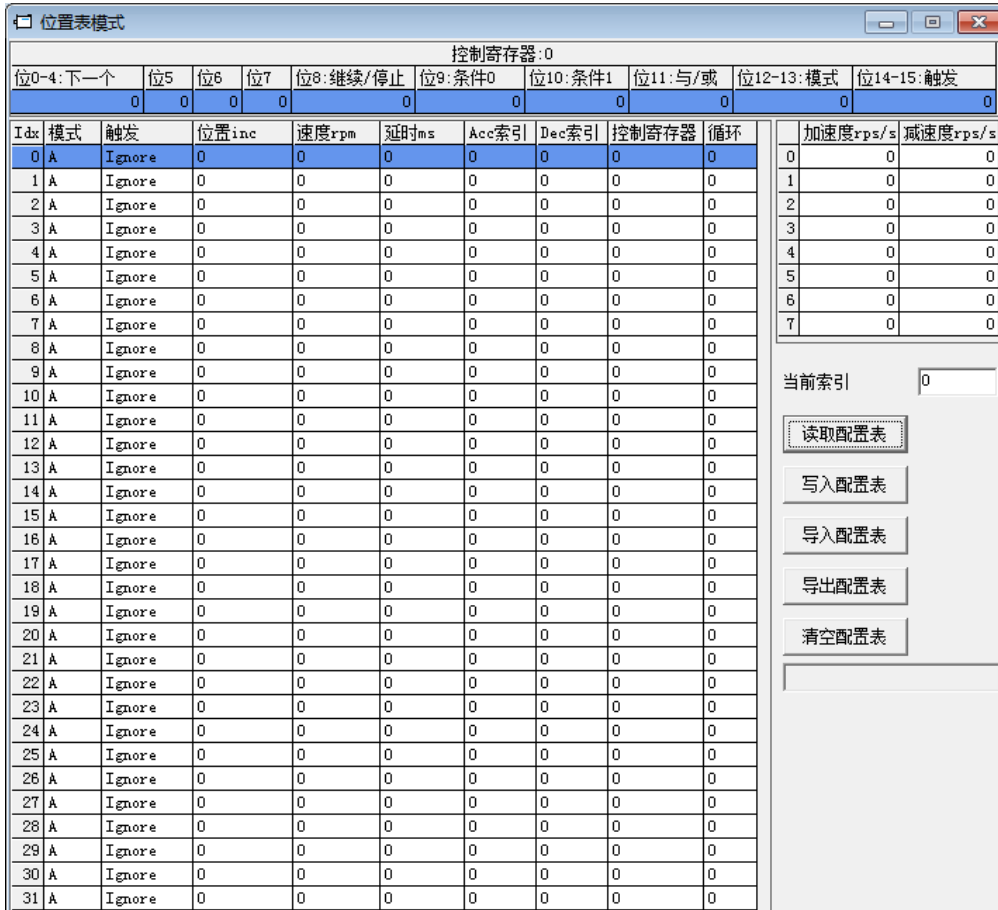 位置表模式
控制寄存器:0
位0-4:下一个 位5 位6 位7 位8:继续/停止 位9:条件0 位10:条件1 位11:与/或 位12-13:模式 位14-15:触发
0 0 0 0 0 0 0 0 0 0
Idx 模式 触发 位置inc 速度rpm 延时ms Acc索引 Dec索引 控制寄存器 循环
0 A Ignore 0 0 0 0 0 0 0
1 A Ignore 0 0 0 0 0 0 0
2 A Ignore 0 0 0 0 0 0 0
3 A Ignore 0 0 0 0 0 0 0
4 A Ignore 0 0 0 0 0 0 0
5 A Ignore 0 0 0 0 0 0 0
6 A Ignore 0 0 0 0 0 0 0
7 A Ignore 0 0 0 0 0 0 0
8 A Ignore 0 0 0 0 0 0 0
9 A Ignore 0 0 0 0 0 0 0
10 A Ignore 0 0 0 0 0 0 0
11 A Ignore 0 0 0 0 0 0 0
12 A Ignore 0 0 0 0 0 0 0
13 A Ignore 0 0 0 0 0 0 0
14 A Ignore 0 0 0 0 0 0 0
15 A Ignore 0 0 0 0 0 0 0
16 A Ignore 0 0 0 0 0 0 0
17 A Ignore 0 0 0 0 0 0 0
18 A Ignore 0 0 0 0 0 0 0
19 A Ignore 0 0 0 0 0 0 0
20 A Ignore 0 0 0 0 0 0 0
21 A Ignore 0 0 0 0 0 0 0
22 A Ignore 0 0 0 0 0 0 0
23 A Ignore 0 0 0 0 0 0 0
24 A Ignore 0 0 0 0 0 0 0
25 A Ignore 0 0 0 0 0 0 0
26 A Ignore 0 0 0 0 0 0 0
27 A Ignore 0 0 0 0 0 0 0
28 A Ignore 0 0 0 0 0 0 0
29 A Ignore 0 0 0 0 0 0 0
30 A Ignore 0 0 0 0 0 0 0
31 A Ignore 0 0 0 0 0 0 0
加速度rps/s 减速度rps/s
0 0 0
1 0 0
2 0 0
3 0 0
4 0 0
5 0 0
6 0 0
7 0 0
当前索引 0
读取配置表
写入配置表
导入配置表
导出配置表
清空配置表